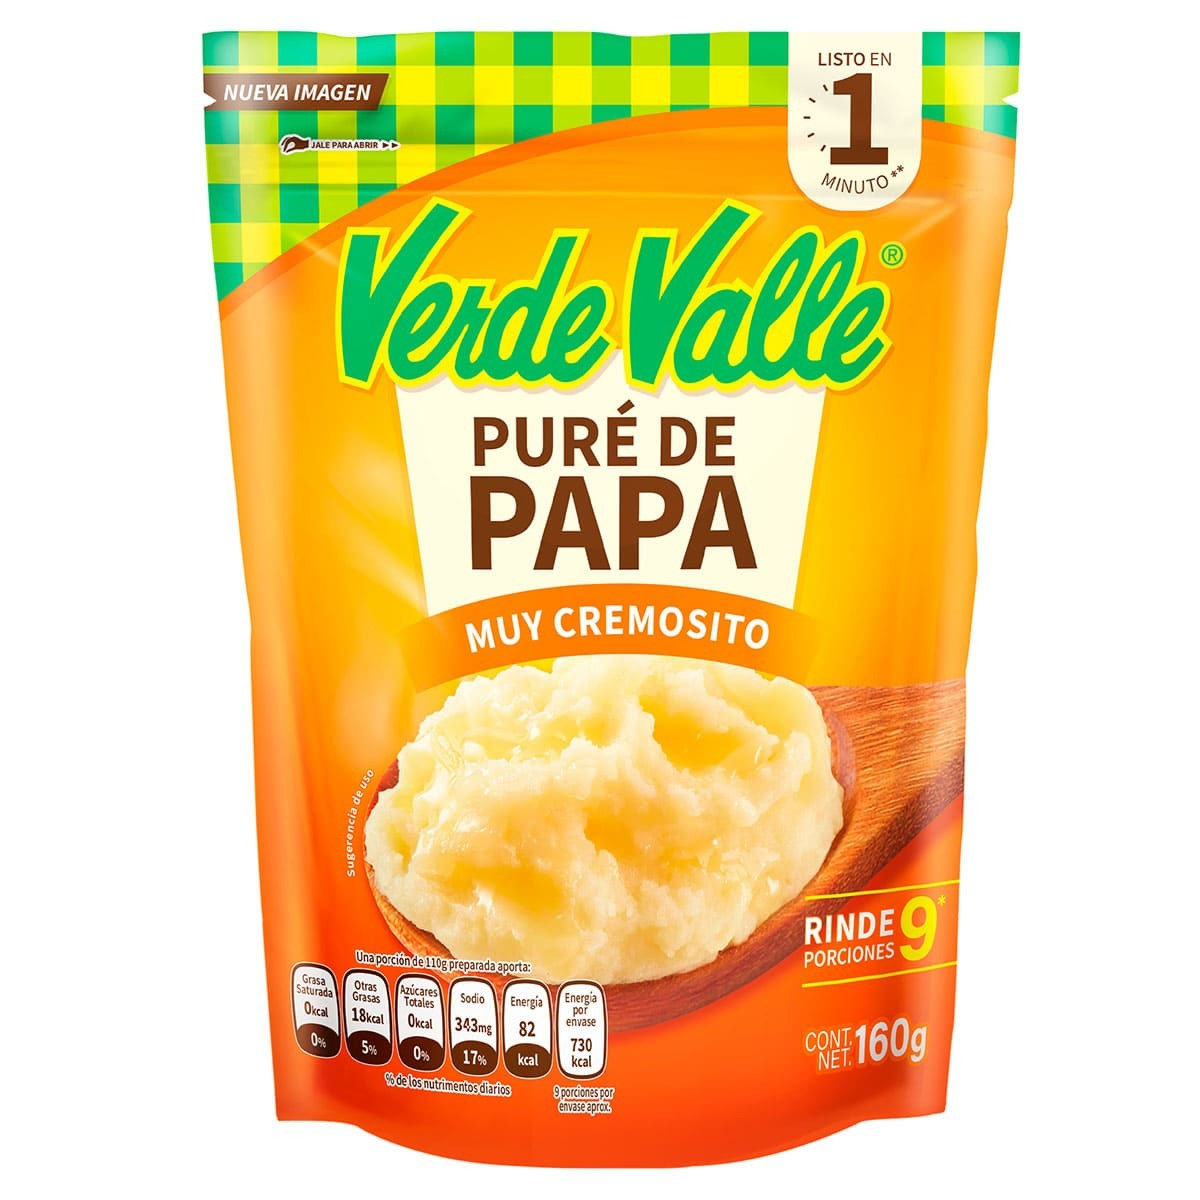 NUEVA IMAGEN
JALE PARA ABRIR
LISTO EN
1
MINUTO**
Verde Valle®
PURÉ DE
PAPA
MUY CREMOSITO
Sugerencia de uso
RINDE 9*
PORCIONES
Una porción de 110g preparada aporta:
Grasa Saturada 0kcal 0%
Otras Grasas 18kcal 5%
Azúcares Totales 0kcal 0%
Sodio 343mg 17%
Energía 82 kcal
Energía por envase 730 kcal
% de los nutrimentos diarios
9 porciones por
envase aprox.
CONT.
NET. 160g